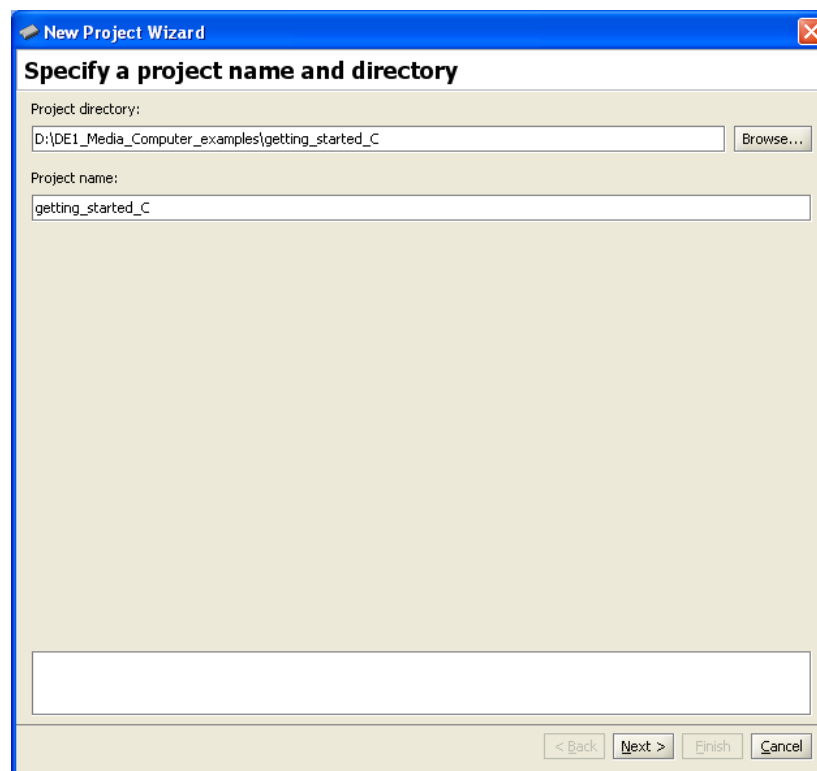 New Project Wizard
Specify a project name and directory
Project directory:
D:\DE1_Media_Computer_examples\getting_started_C
Browse...
Project name:
getting_started_C
< Back Next > Finish Cancel